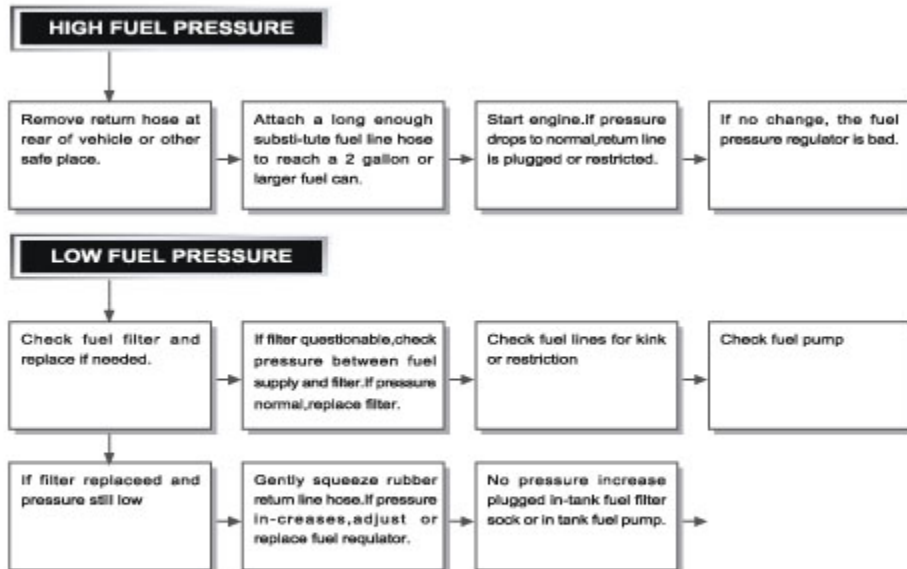 HIGH FUEL PRESSURE
Remove return hose at
rear of vehicle or other
safe place.
Attach a long enough
substi-tute fuel line hose
to reach a 2 gallon or
larger fuel can.
Start engine.If pressure
drops to normal,return line
is plugged or restricted.
If no change, the fuel
pressure regulator is bad.
LOW FUEL PRESSURE
Check fuel filter and
replace if needed.
If filter questionable,check
pressure between fuel
supply and filter.If pressure
normal,replace filter.
Check fuel lines for kink
or restriction
Check fuel pump
If filter replaceed and
pressure still low
Gently squeeze rubber
return line hose.If pressure
in-creases,adjust or
replace fuel requlator.
No pressure increase
plugged in-tank fuel filter
sock or in tank fuel pump.